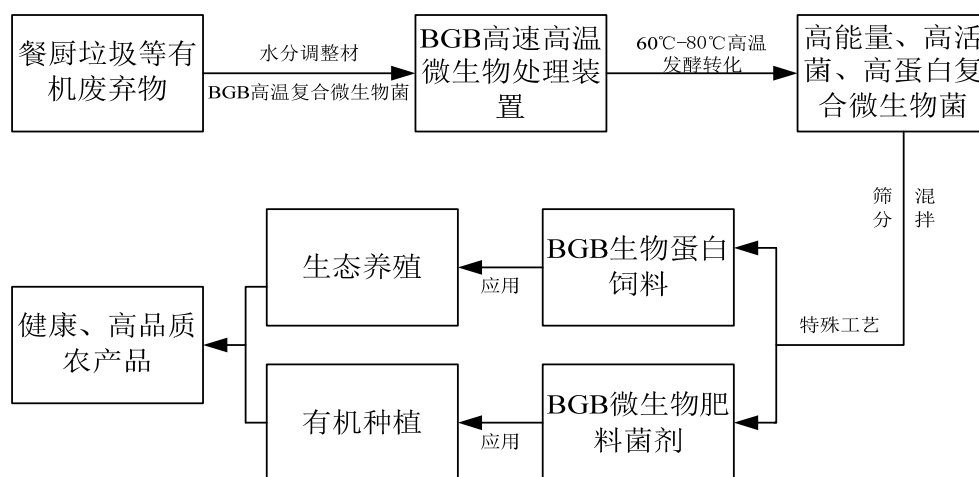 餐厨垃圾等有
机废弃物
水分调整材
BGB高温复合微生物菌
BGB高速高温
微生物处理装
置
60℃-80℃高温
发酵转化
高能量、高活
菌、高蛋白复
合微生物菌
筛分
混拌
生态养殖
应用
BGB生物蛋白
饲料
健康、高品质
农产品
特殊工艺
有机种植
应用
BGB微生物肥
料菌剂